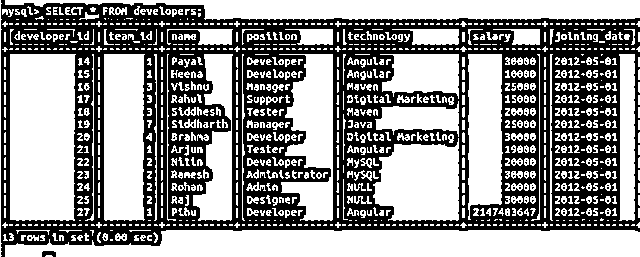 mysql> SELECT * FROM developers;
developer_id team_id name position technology salary joining_date
14 1 Payal Developer Angular 30000 2012-05-01
15 1 Heena Developer Angular 10000 2012-05-01
16 3 Vishnu Manager Maven 25000 2012-05-01
17 3 Rahul Support Digital Marketing 15000 2012-05-01
18 3 Siddhesh Tester Maven 20000 2012-05-01
19 7 Siddharth Manager Java 25000 2012-05-01
20 4 Brahma Developer Digital Marketing 30000 2012-05-01
21 1 Arjun Tester Angular 19000 2012-05-01
22 2 Nitin Developer MySQL 20000 2012-05-01
23 2 Ramesh Administrator MySQL 30000 2012-05-01
24 2 Rohan Admin NULL 20000 2012-05-01
25 2 Raj Designer NULL 30000 2012-05-01
27 1 Pihu Developer Angular 2147483647 2012-05-01
13 rows in set (0.00 sec)